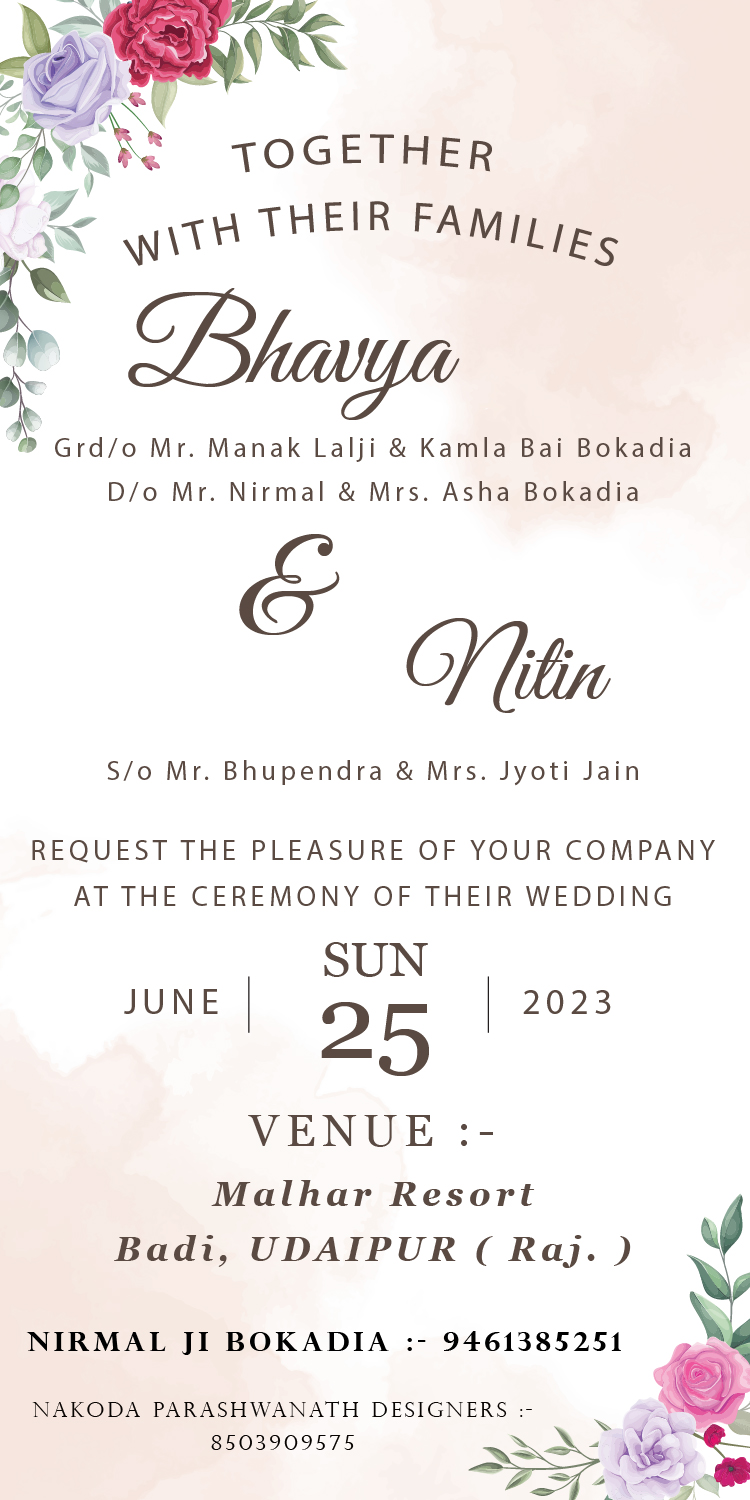 TOGETHER
WITH THEIR FAMILIES
Bhavya
Grd/o Mr. Manak Lalji & Kamla Bai Bokadia
D/o Mr. Nirmal & Mrs. Asha Bokadia
&
Nitin
S/o Mr. Bhupendra & Mrs. Jyoti Jain
REQUEST THE PLEASURE OF YOUR COMPANY
AT THE CEREMONY OF THEIR WEDDING
SUN
JUNE | 25 | 2023
VENUE :-
Malhar Resort
Badi, UDAIPUR ( Raj. )
NIRMAL JI BOKADIA :- 9461385251
NAKODA PARASHWANATH DESIGNERS :-
8503909575